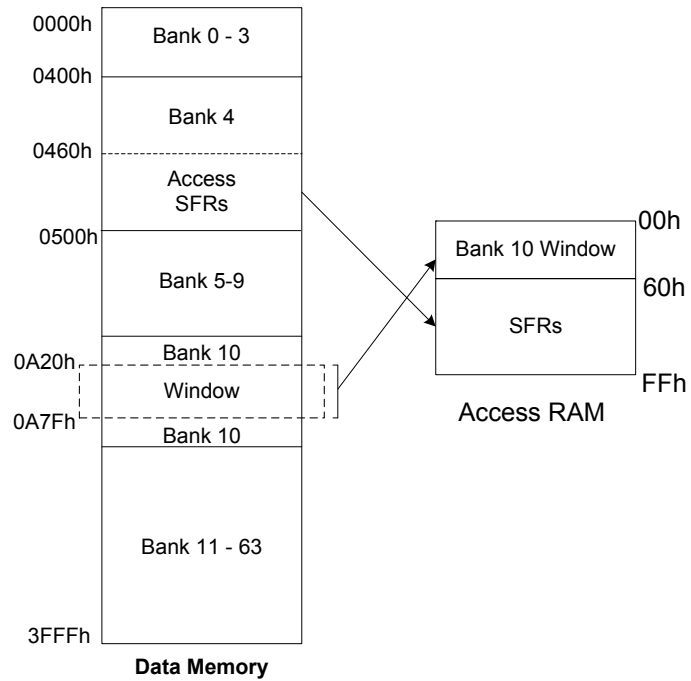 0000h
Bank 0 - 3
0400h
Bank 4
0460h
Access
SFRs
0500h
Bank 5-9
Bank 10
0A20h
Window
0A7Fh
Bank 10
Bank 11 - 63
3FFFh
Data Memory
00h
Bank 10 Window
60h
SFRs
FFh
Access RAM